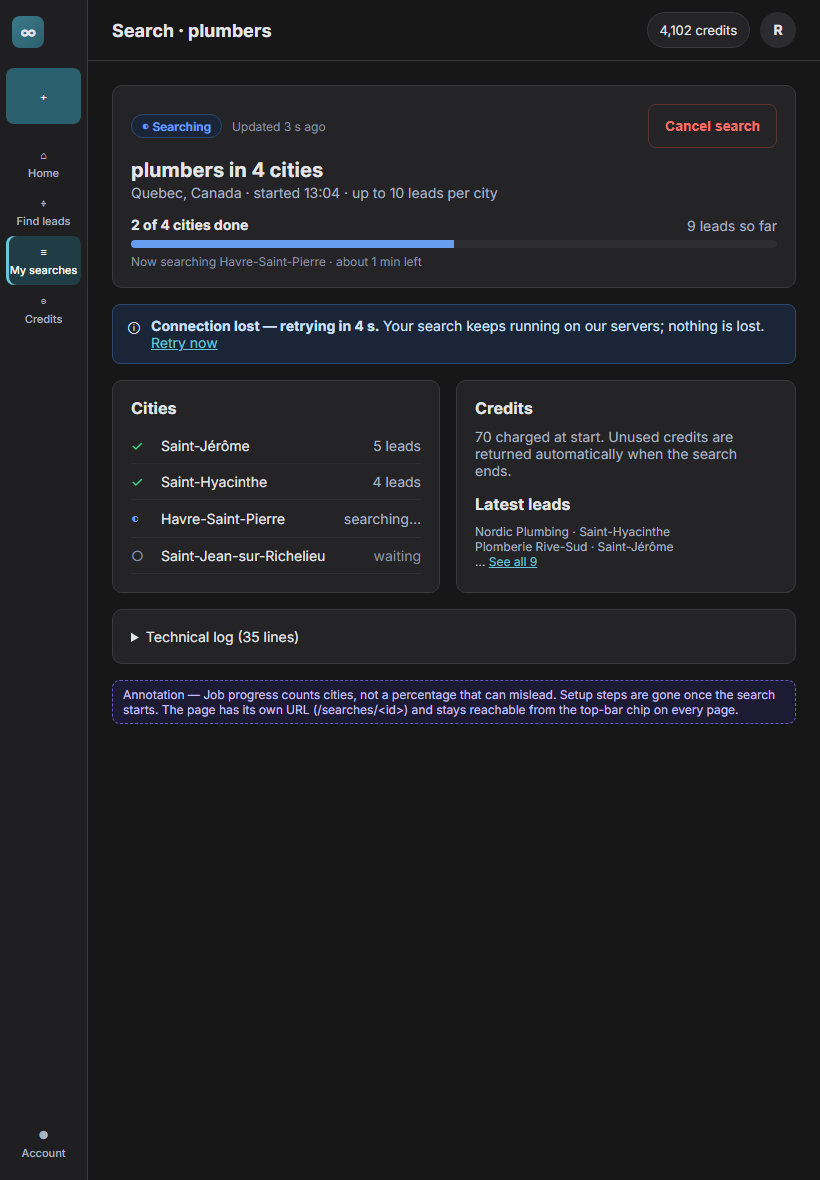 Search · plumbers
4,102 credits
R
+
Home
Find leads
My searches
Credits
Account
Searching
Updated 3 s ago
Cancel search
plumbers in 4 cities
Quebec, Canada · started 13:04 · up to 10 leads per city
2 of 4 cities done
9 leads so far
Now searching Havre-Saint-Pierre · about 1 min left
Connection lost — retrying in 4 s. Your search keeps running on our servers; nothing is lost.
Retry now
Cities
Saint-Jérôme 5 leads
Saint-Hyacinthe 4 leads
Havre-Saint-Pierre searching…
Saint-Jean-sur-Richelieu waiting
Credits
70 charged at start. Unused credits are
returned automatically when the search
ends.
Latest leads
Nordic Plumbing · Saint-Hyacinthe
Plomberie Rive-Sud · Saint-Jérôme
… See all 9
Technical log (35 lines)
Annotation — Job progress counts cities, not a percentage that can mislead. Setup steps are gone once the search
starts. The page has its own URL (/searches/<id>) and stays reachable from the top-bar chip on every page.